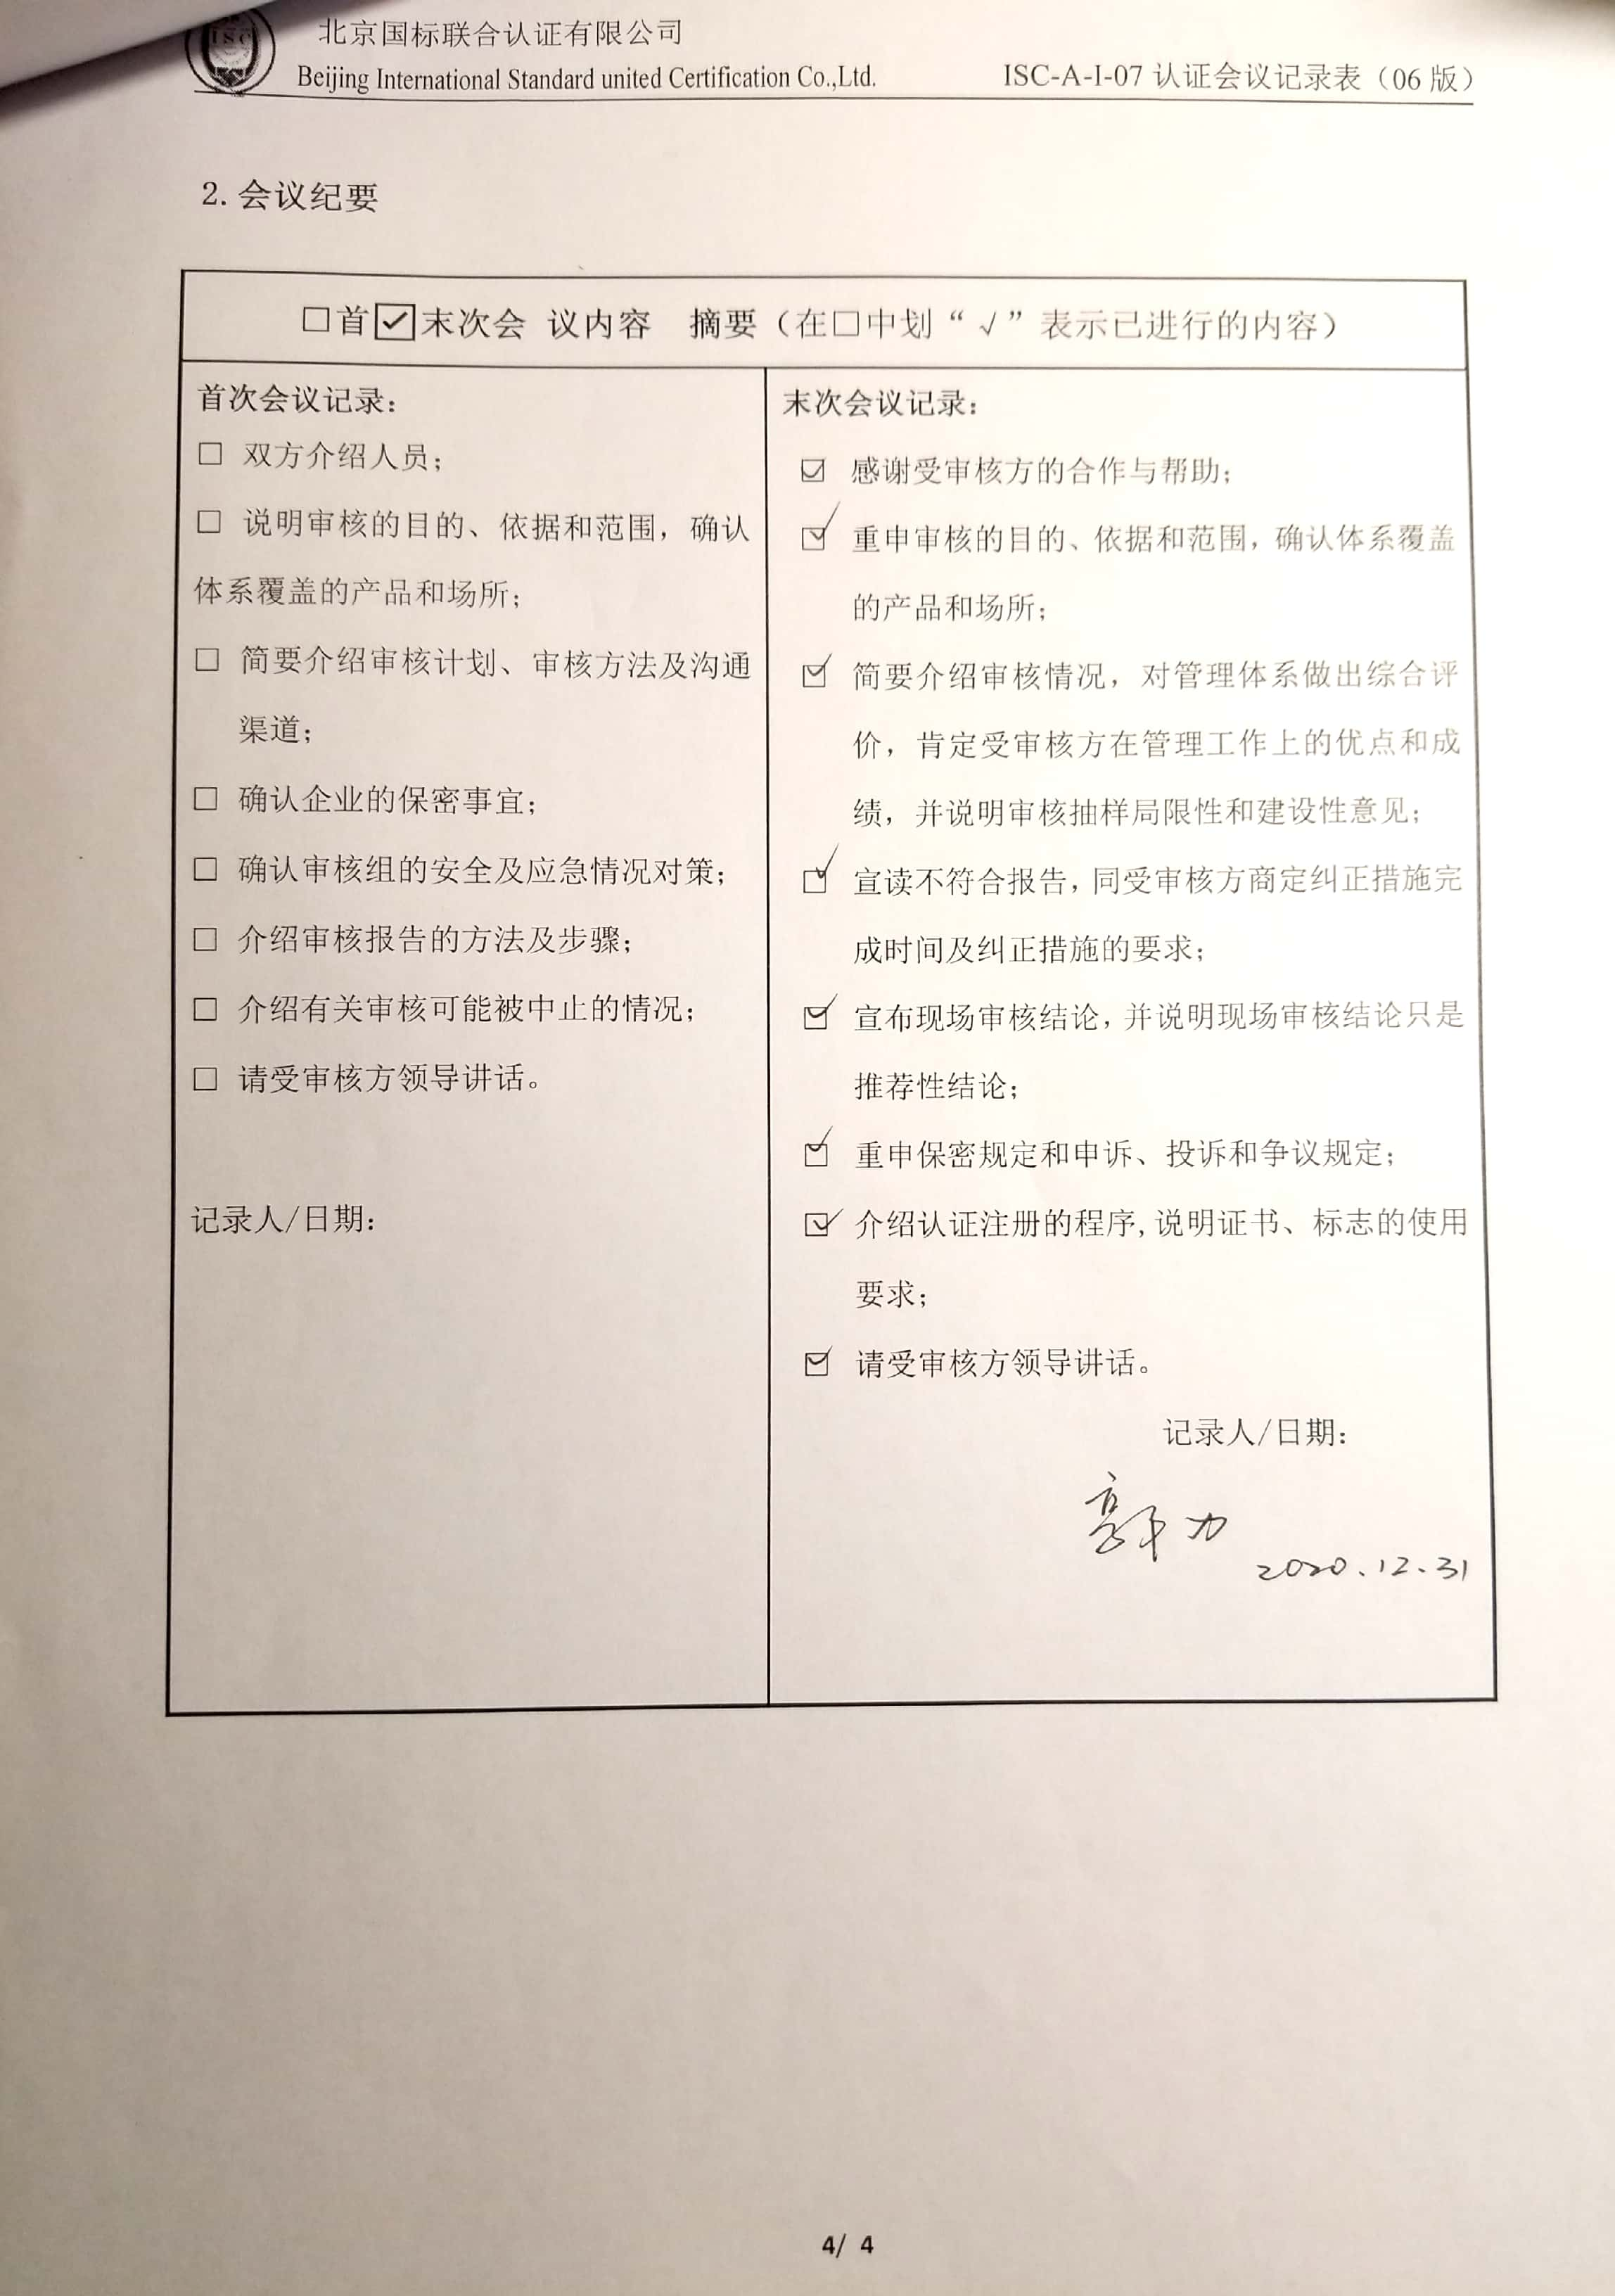 ISC
北京国标联合认证有限公司
Beijing International Standard united Certification Co.,Ltd.
ISC-A-I-07 认证会议记录表（06 版）
2. 会议纪要
□首☑末次会 议内容 摘要（在□中划“√”表示已进行的内容）
首次会议记录：
□ 双方介绍人员；
□ 说明审核的目的、依据和范围，确认
体系覆盖的产品和场所；
□ 简要介绍审核计划、审核方法及沟通
渠道；
□ 确认企业的保密事宜；
□ 确认审核组的安全及应急情况对策；
□ 介绍审核报告的方法及步骤；
□ 介绍有关审核可能被中止的情况；
□ 请受审核方领导讲话。
记录人/日期：
末次会议记录：
☑ 感谢受审核方的合作与帮助；
☑ 重申审核的目的、依据和范围，确认体系覆盖
的产品和场所；
☑ 简要介绍审核情况，对管理体系做出综合评
价，肯定受审核方在管理工作上的优点和成
绩，并说明审核抽样局限性和建设性意见；
☑ 宣读不符合报告，同受审核方商定纠正措施完
成时间及纠正措施的要求；
☑ 宣布现场审核结论，并说明现场审核结论只是
推荐性结论；
☑ 重申保密规定和申诉、投诉和争议规定；
☑ 介绍认证注册的程序,说明证书、标志的使用
要求；
☑ 请受审核方领导讲话。
记录人/日期：
郭力
2020.12.31
4/ 4